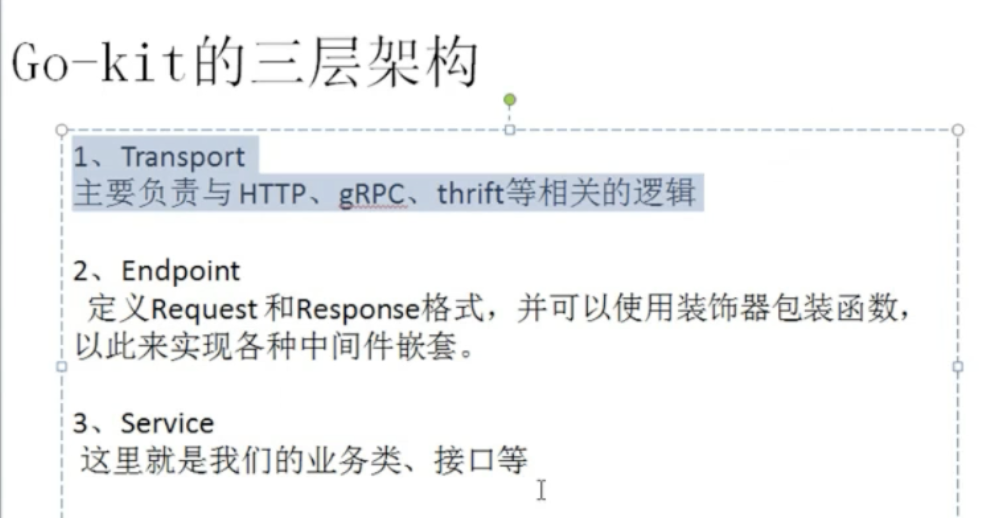 Go-kit的三层架构
1、Transport
主要负责与 HTTP、gRPC、thrift等相关的逻辑
2、Endpoint
定义Request 和Response格式，并可以使用装饰器包装函数，
以此来实现各种中间件嵌套。
3、Service
这里就是我们的业务类、接口等